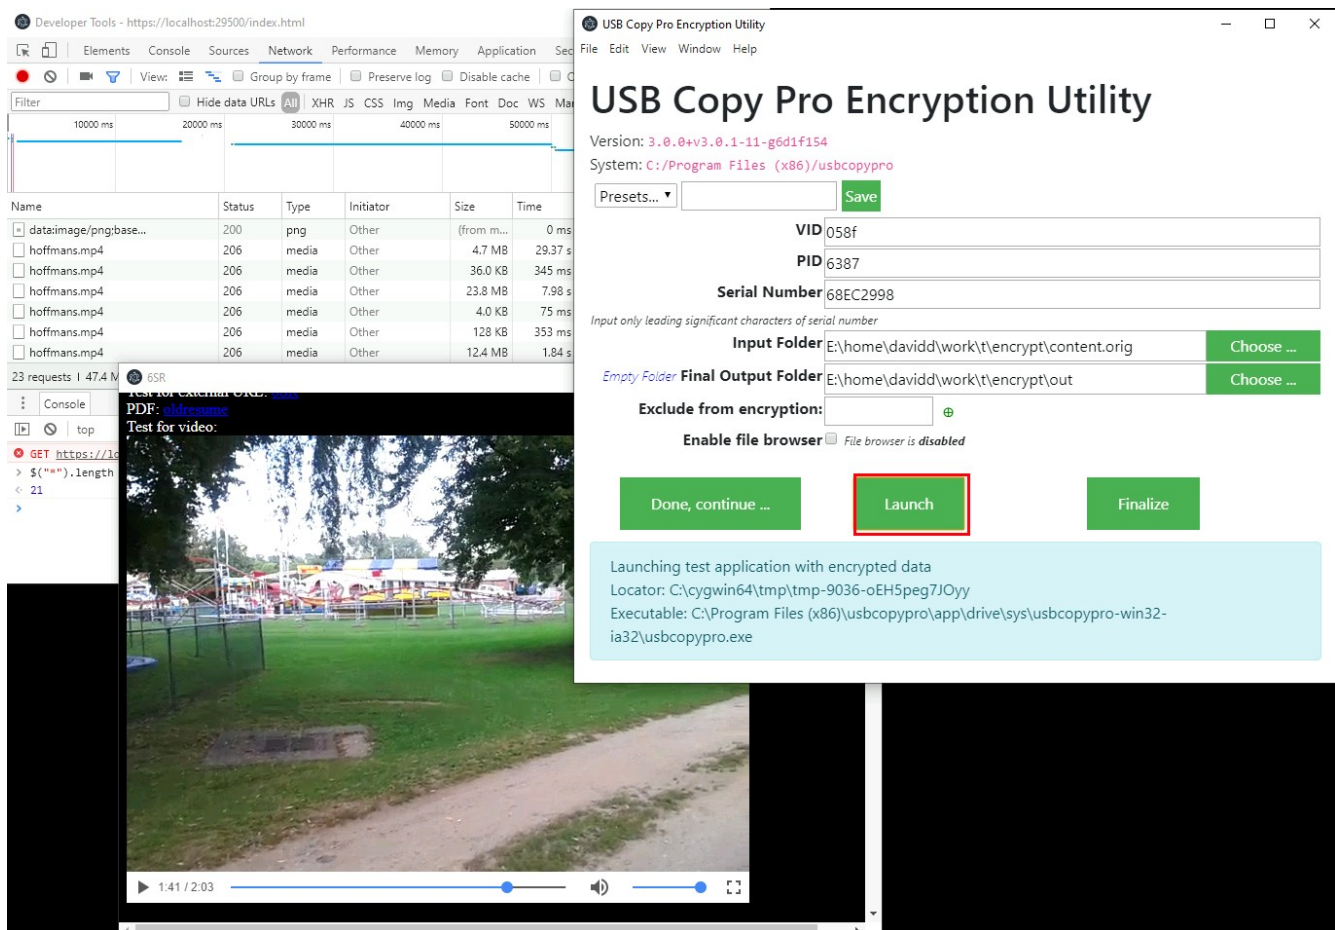 Developer Tools - https://localhost:29500/index.html
Elements Console Sources Network Performance Memory Application Sec
View: Group by frame Preserve log Disable cache
Filter Hide data URLs All XHR JS CSS Img Media Font Doc WS
10000 ms 20000 ms 30000 ms 40000 ms 50000 ms
Name Status Type Initiator Size Time
data:image/png;base... 200 png Other (from m... 0 ms
hoffmans.mp4 206 media Other 4.7 MB 29.37 s
hoffmans.mp4 206 media Other 36.0 KB 345 ms
hoffmans.mp4 206 media Other 23.8 MB 7.98 s
hoffmans.mp4 206 media Other 4.0 KB 75 ms
hoffmans.mp4 206 media Other 128 KB 353 ms
hoffmans.mp4 206 media Other 12.4 MB 1.84 s
23 requests | 47.4 M
Console
top
GET https://lo
> $("*").length
21
6SR
Test for external URL:
PDF: oldresume
Test for video:
1:41 / 2:03
USB Copy Pro Encryption Utility
File Edit View Window Help
USB Copy Pro Encryption Utility
Version: 3.0.0+v3.0.1-11-g6d1f154
System: C:/Program Files (x86)/usbcopypro
Presets... Save
VID 058f
PID 6387
Serial Number 68EC2998
Input only leading significant characters of serial number
Input Folder E:\home\davidd\work\t\encrypt\content.orig Choose ...
Empty Folder Final Output Folder E:\home\davidd\work\t\encrypt\out Choose ...
Exclude from encryption:
Enable file browser File browser is disabled
Done, continue ... Launch Finalize
Launching test application with encrypted data
Locator: C:\cygwin64\tmp\tmp-9036-oEH5peg7JOyy
Executable: C:\Program Files (x86)\usbcopypro\app\drive\sys\usbcopypro-win32-
ia32\usbcopypro.exe